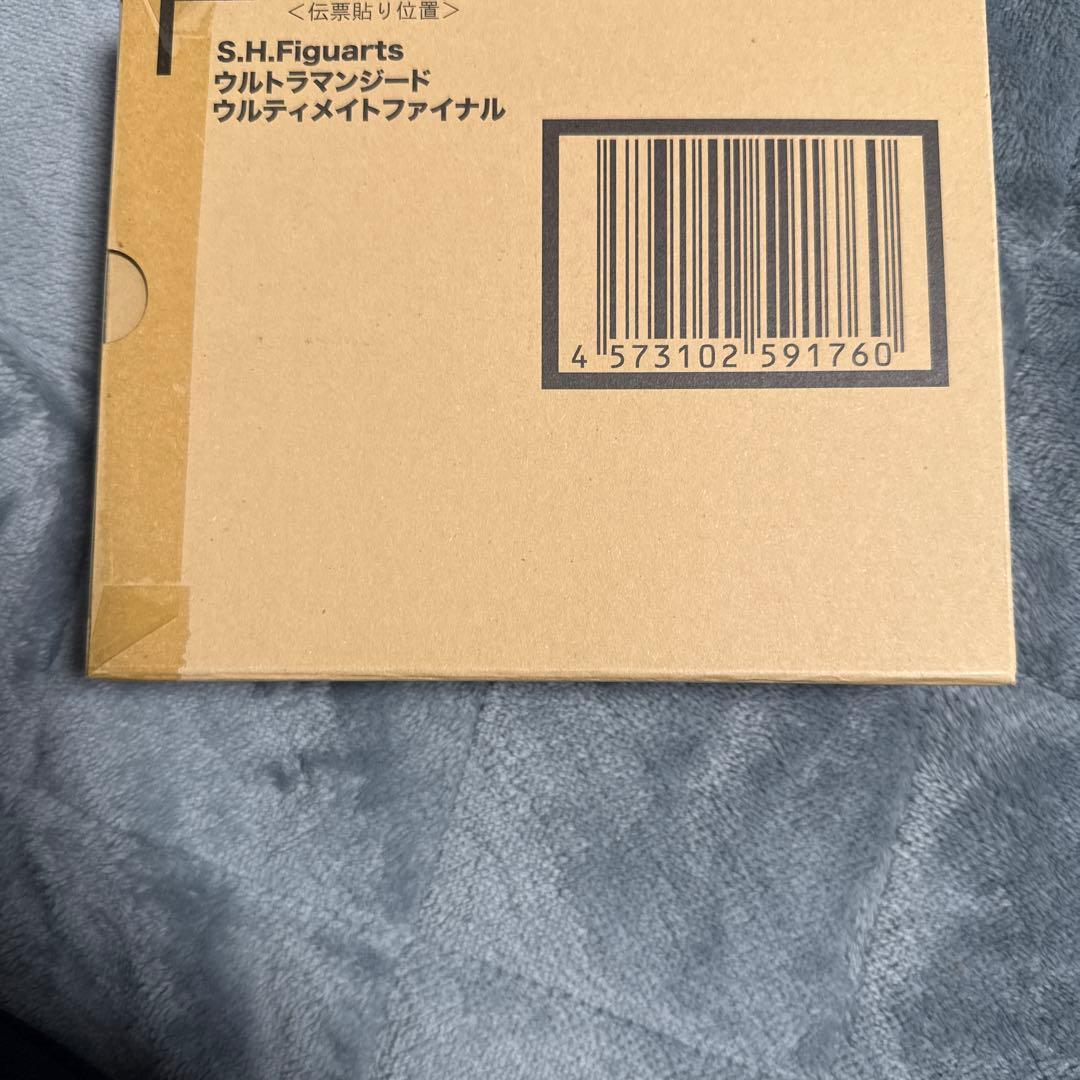 ＜伝票貼り位置＞
S.H.Figuarts
ウルトラマンジード
ウルティメイトファイナル
4 573102 591760